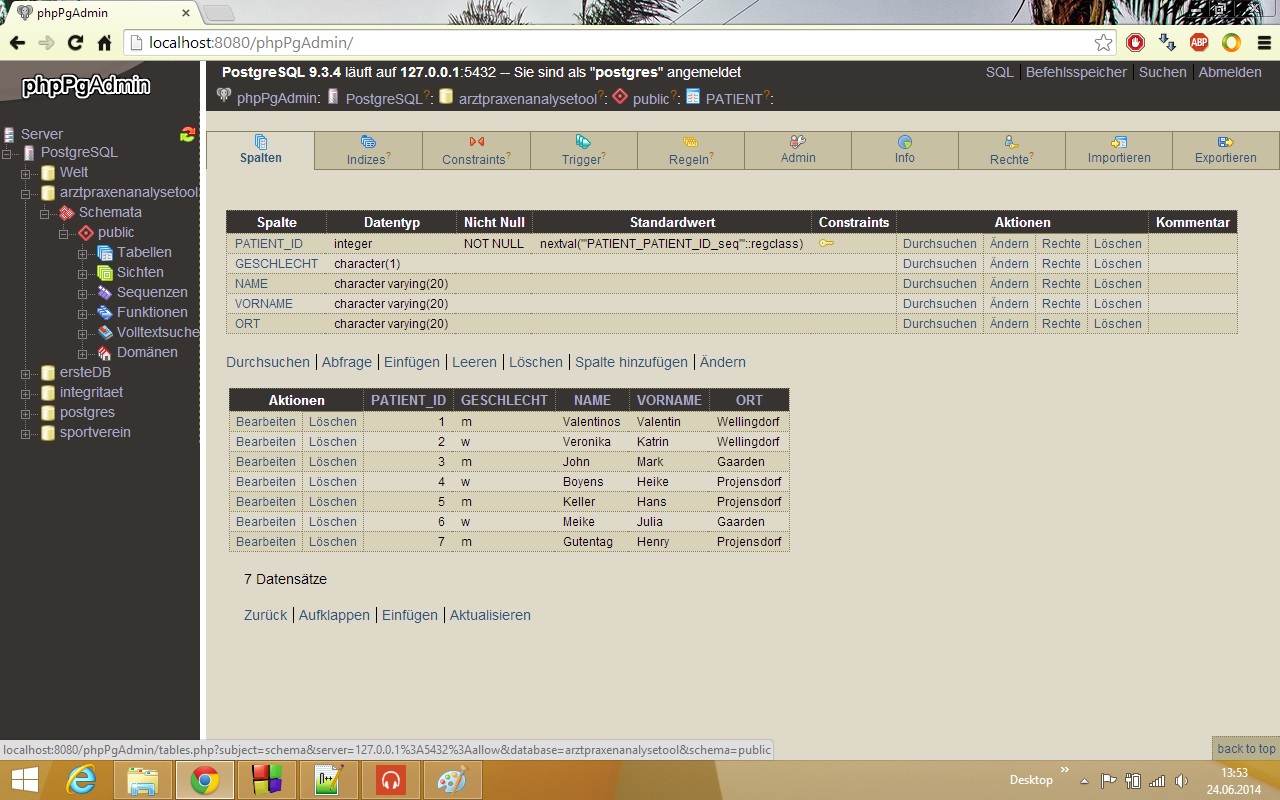 phpPgAdmin
localhost:8080/phpPgAdmin/
ABP
phpPgAdmin
PostgreSQL 9.3.4 läuft auf 127.0.0.1:5432 -- Sie sind als "postgres" angemeldet
SQL | Befehlsspeicher | Suchen | Abmelden
phpPgAdmin: PostgreSQL?: arztpraxenanalysetool?: public?: PATIENT?:
Server
PostgreSQL
Welt
arztpraxenanalysetool
Schemata
public
Tabellen
Sichten
Sequenzen
Funktionen
Volltextsuche
Domänen
ersteDB
integritaet
postgres
sportverein
Spalten Indizes? Constraints? Trigger? Regeln? Admin Info Rechte? Importieren Exportieren
Spalte Datentyp Nicht Null Standardwert Constraints Aktionen Kommentar
PATIENT_ID integer NOT NULL nextval('"PATIENT_PATIENT_ID_seq"'::regclass) Durchsuchen Ändern Rechte Löschen
GESCHLECHT character(1) Durchsuchen Ändern Rechte Löschen
NAME character varying(20) Durchsuchen Ändern Rechte Löschen
VORNAME character varying(20) Durchsuchen Ändern Rechte Löschen
ORT character varying(20) Durchsuchen Ändern Rechte Löschen
Durchsuchen | Abfrage | Einfügen | Leeren | Löschen | Spalte hinzufügen | Ändern
Aktionen PATIENT_ID GESCHLECHT NAME VORNAME ORT
Bearbeiten Löschen 1 m Valentinos Valentin Wellingdorf
Bearbeiten Löschen 2 w Veronika Katrin Wellingdorf
Bearbeiten Löschen 3 m John Mark Gaarden
Bearbeiten Löschen 4 w Boyens Heike Projensdorf
Bearbeiten Löschen 5 m Keller Hans Projensdorf
Bearbeiten Löschen 6 w Meike Julia Gaarden
Bearbeiten Löschen 7 m Gutentag Henry Projensdorf
7 Datensätze
Zurück | Aufklappen | Einfügen | Aktualisieren
localhost:8080/phpPgAdmin/tables.php?subject=schema&server=127.0.0.1%3A5432%3Aallow&database=arztpraxenanalysetool&schema=public
back to top
Desktop
13:53
24.06.2014